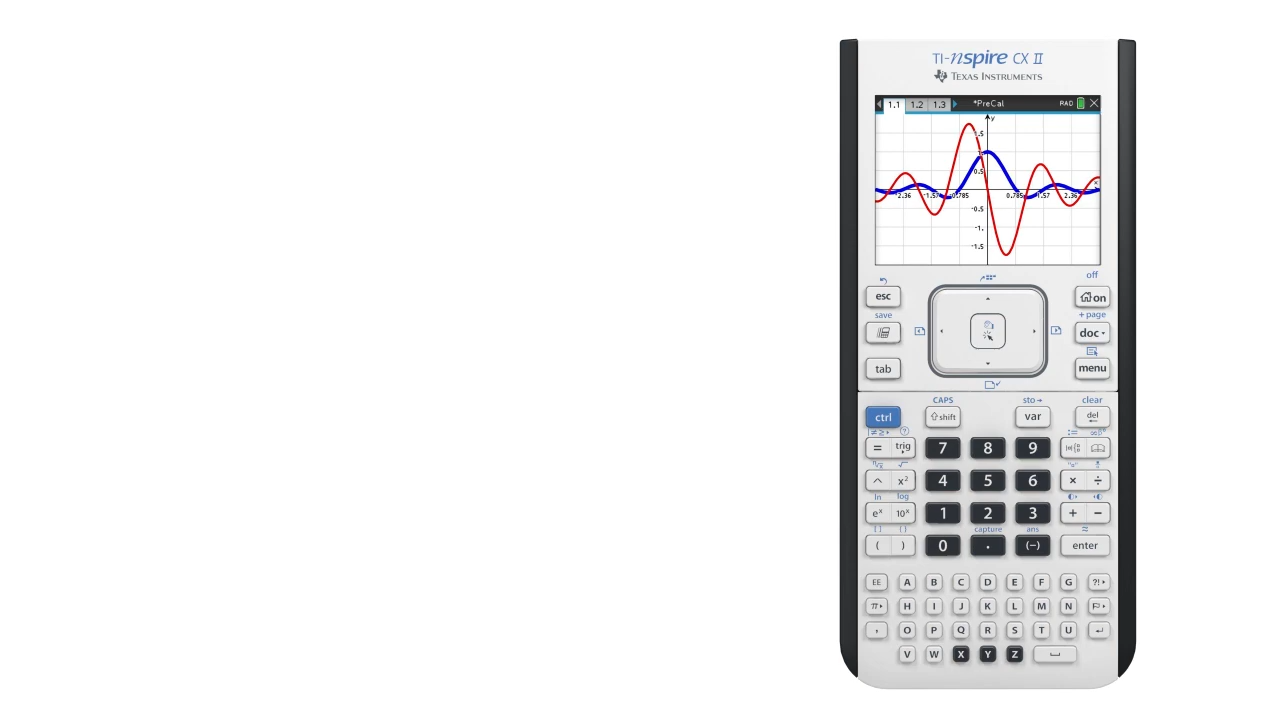 TI-nspire CX II
TEXAS INSTRUMENTS
1.1 1.2 1.3 *PreCal RAD
y
1.5
1
0.5
x
-2.36 -1.57 -0.785 0.785 1.57 2.36
-0.5
-1.
-1.5
off
esc on
save + page
doc
tab menu
CAPS sto→ clear
ctrl shift var del
= trig 7 8 9
^ x² 4 5 6 × ÷
ln log
eˣ 10ˣ 1 2 3 + −
[ ] { } capture ans ≈
( ) 0 . (−) enter
EE A B C D E F G ?!▸
π▸ H I J K L M N
, O P Q R S T U
V W X Y Z